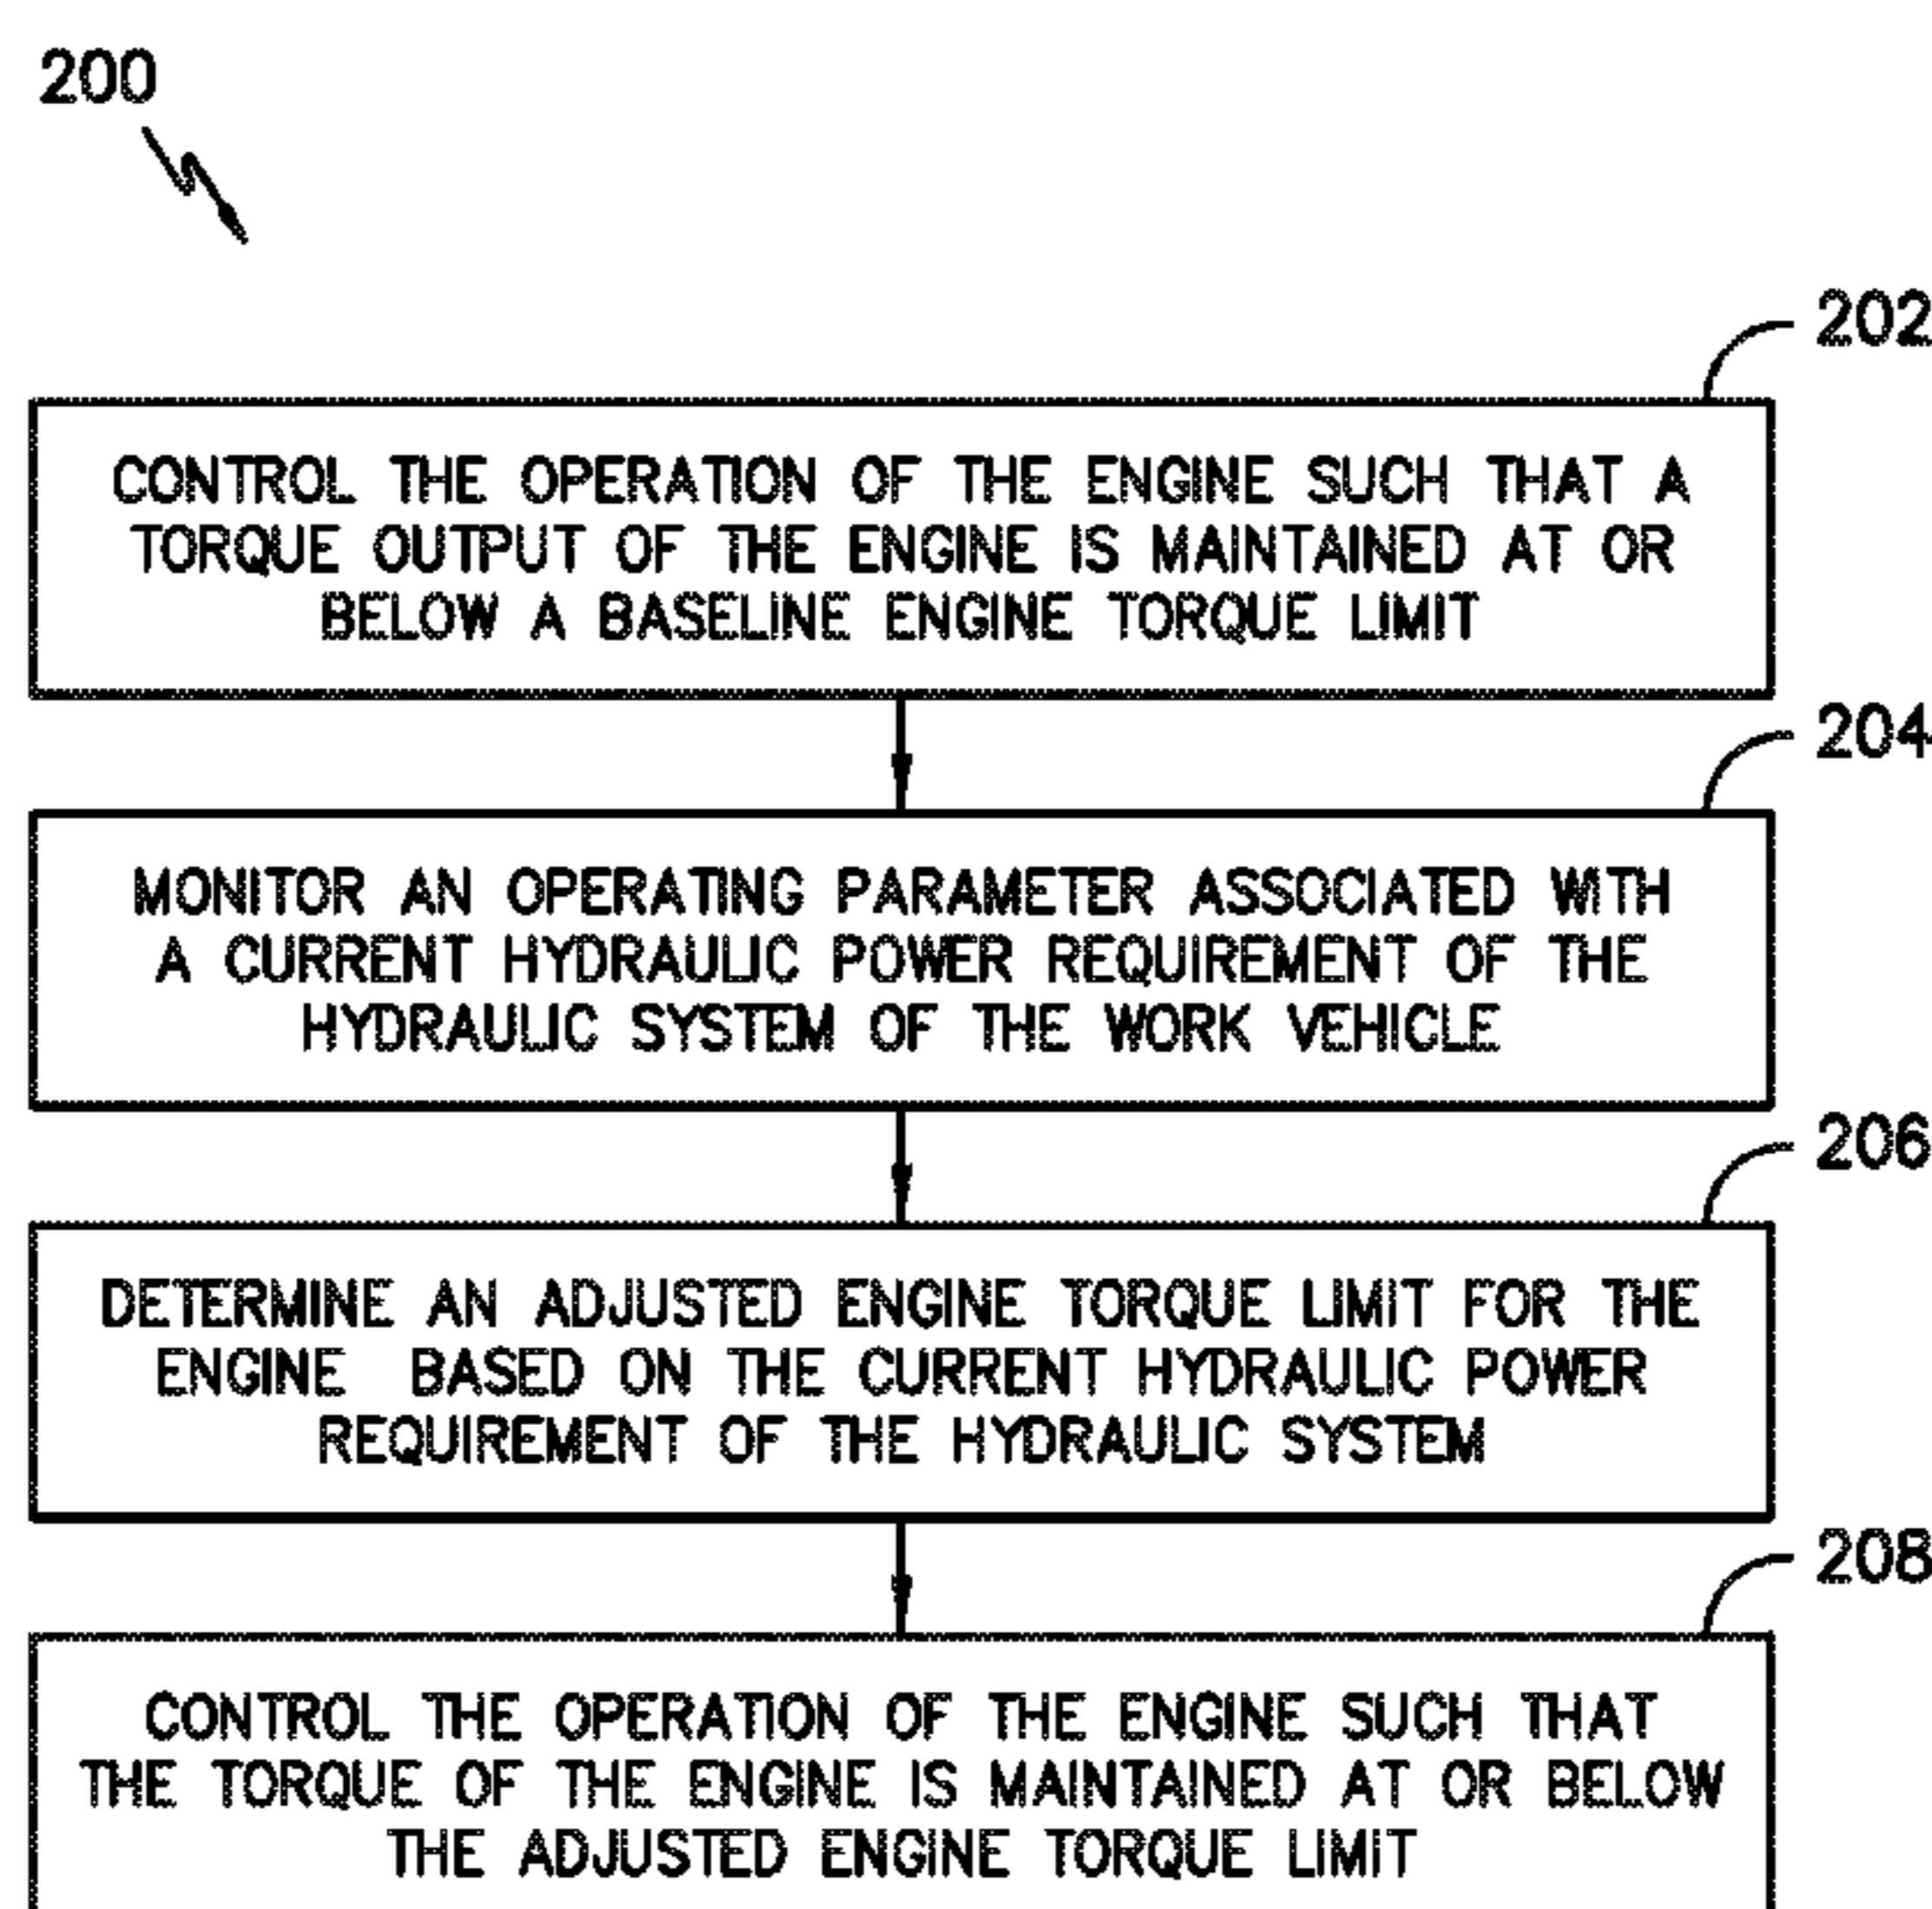 200
202
CONTROL THE OPERATION OF THE ENGINE SUCH THAT A
TORQUE OUTPUT OF THE ENGINE IS MAINTAINED AT OR
BELOW A BASELINE ENGINE TORQUE LIMIT
204
MONITOR AN OPERATING PARAMETER ASSOCIATED WITH
A CURRENT HYDRAULIC POWER REQUIREMENT OF THE
HYDRAULIC SYSTEM OF THE WORK VEHICLE
206
DETERMINE AN ADJUSTED ENGINE TORQUE LIMIT FOR THE
ENGINE BASED ON THE CURRENT HYDRAULIC POWER
REQUIREMENT OF THE HYDRAULIC SYSTEM
208
CONTROL THE OPERATION OF THE ENGINE SUCH THAT
THE TORQUE OF THE ENGINE IS MAINTAINED AT OR BELOW
THE ADJUSTED ENGINE TORQUE LIMIT